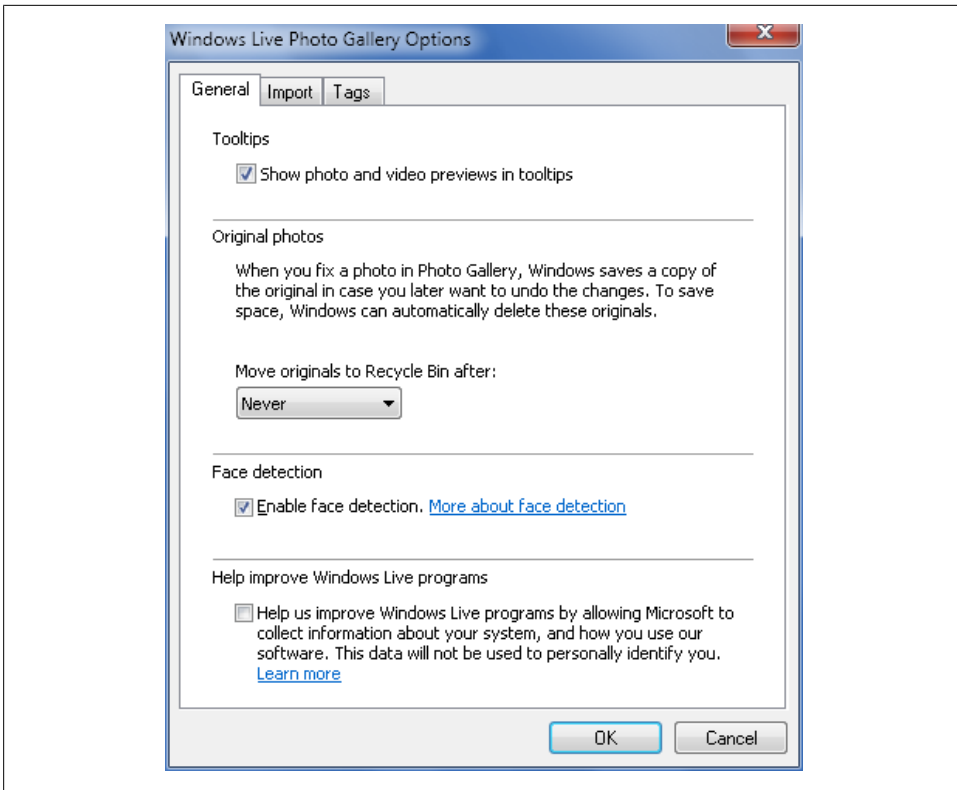 Windows Live Photo Gallery Options
General Import Tags
Tooltips
Show photo and video previews in tooltips
Original photos
When you fix a photo in Photo Gallery, Windows saves a copy of
the original in case you later want to undo the changes. To save
space, Windows can automatically delete these originals.
Move originals to Recycle Bin after:
Never
Face detection
Enable face detection. More about face detection
Help improve Windows Live programs
Help us improve Windows Live programs by allowing Microsoft to
collect information about your system, and how you use our
software. This data will not be used to personally identify you.
Learn more
OK Cancel